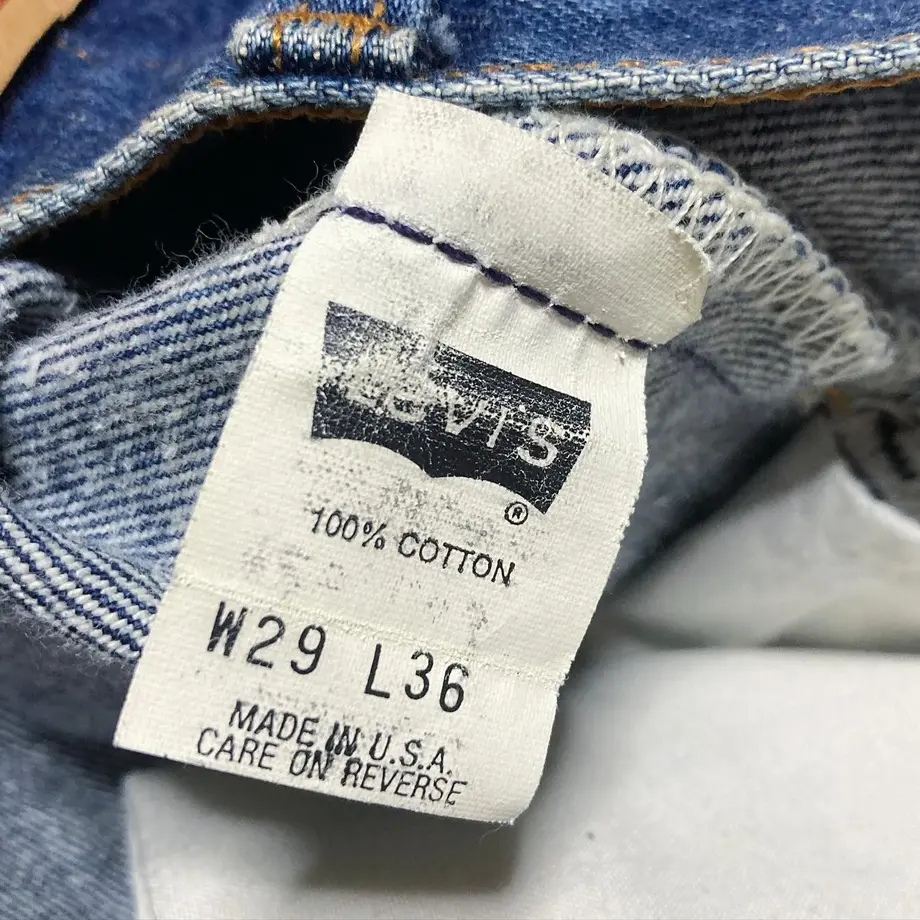 LEVI'S
®
100% COTTON
W29 L36
MADE IN U.S.A.
CARE ON REVERSE